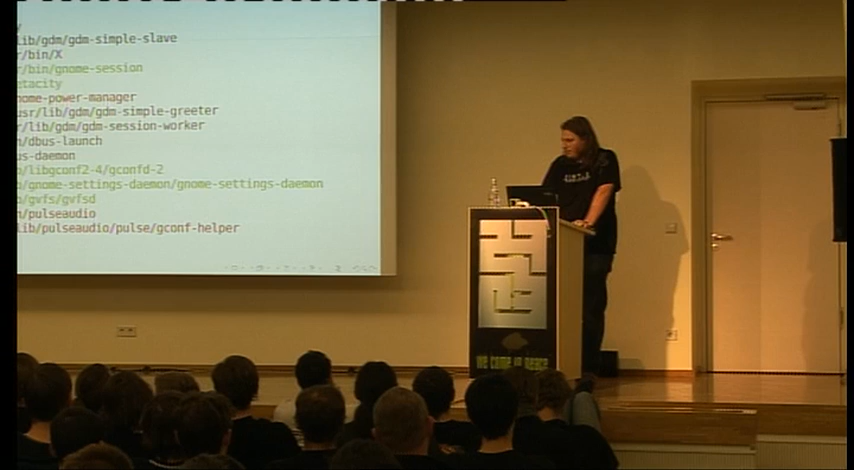 y
lib/gdm/gdm-simple-slave
r/bin/X
r/bin/gnome-session
etacity
nome-power-manager
usr/lib/gdm/gdm-simple-greeter
r/lib/gdm/gdm-session-worker
n/dbus-launch
us-daemon
b/libgconf2-4/gconfd-2
b/gnome-settings-daemon/gnome-settings-daemon
b/gvfs/gvfsd
n/pulseaudio
lib/pulseaudio/pulse/gconf-helper
we come in peace